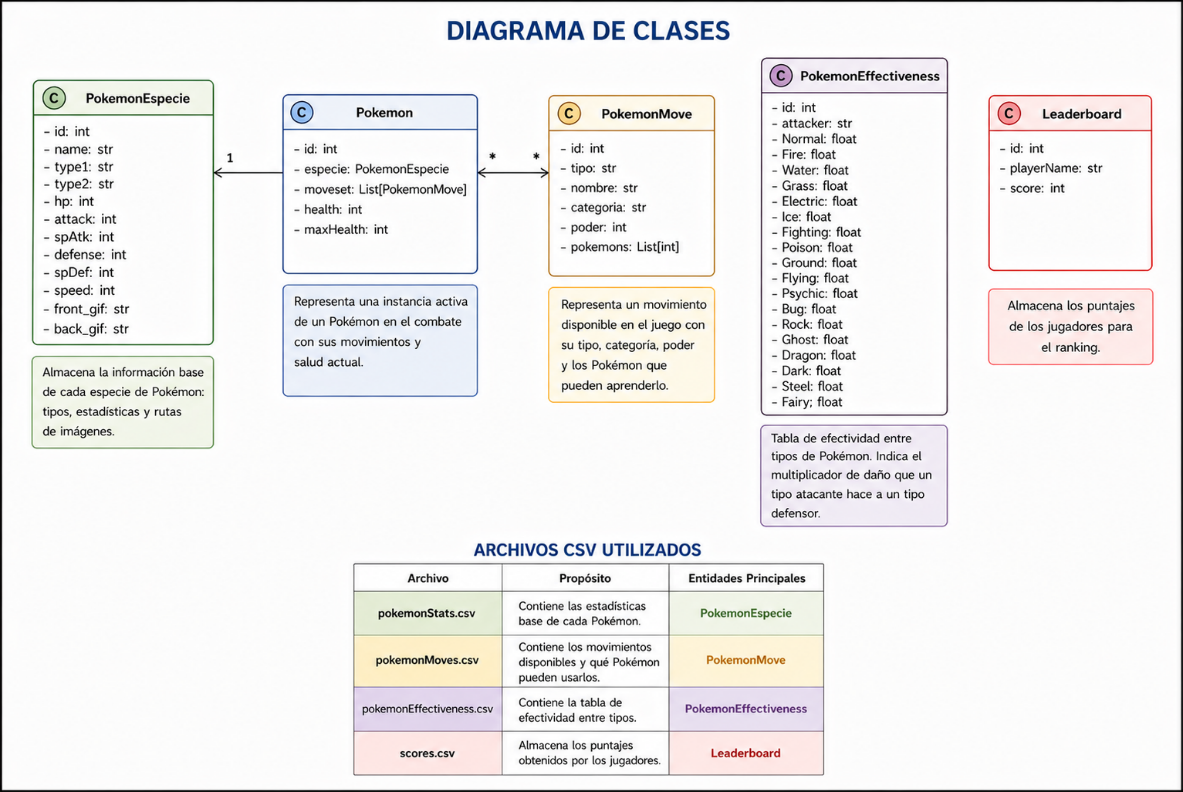 DIAGRAMA DE CLASES
C PokemonEspecie
– id: int
– name: str
– type1: str
– type2: str
– hp: int
– attack: int
– spAtk: int
– defense: int
– spDef: int
– speed: int
– front_gif: str
– back_gif: str
Almacena la información base
de cada especie de Pokémon:
tipos, estadísticas y rutas
de imágenes.
1
C Pokemon
– id: int
– especie: PokemonEspecie
– moveset: List[PokemonMove]
– health: int
– maxHealth: int
Representa una instancia activa
de un Pokémon en el combate
con sus movimientos y
salud actual.
* *
C PokemonMove
– id: int
– tipo: str
– nombre: str
– categoria: str
– poder: int
– pokemons: List[int]
Representa un movimiento
disponible en el juego con
su tipo, categoría, poder
y los Pokémon que
pueden aprenderlo.
C PokemonEffectiveness
– id: int
– attacker: str
– Normal: float
– Fire: float
– Water: float
– Grass: float
– Electric: float
– Ice: float
– Fighting: float
– Poison: float
– Ground: float
– Flying: float
– Psychic: float
– Bug: float
– Rock: float
– Ghost: float
– Dragon: float
– Dark: float
– Steel: float
– Fairy; float
Tabla de efectividad entre
tipos de Pokémon. Indica el
multiplicador de daño que un
tipo atacante hace a un tipo
defensor.
C Leaderboard
– id: int
– playerName: str
– score: int
Almacena los puntajes
de los jugadores para
el ranking.
ARCHIVOS CSV UTILIZADOS
Archivo Propósito Entidades Principales
pokemonStats.csv
Contiene las estadísticas
base de cada Pokémon.
PokemonEspecie
pokemonMoves.csv
Contiene los movimientos
disponibles y qué Pokémon
pueden usarlos.
PokemonMove
pokemonEffectiveness.csv
Contiene la tabla de
efectividad entre tipos.
PokemonEffectiveness
scores.csv
Almacena los puntajes
obtenidos por los jugadores.
Leaderboard